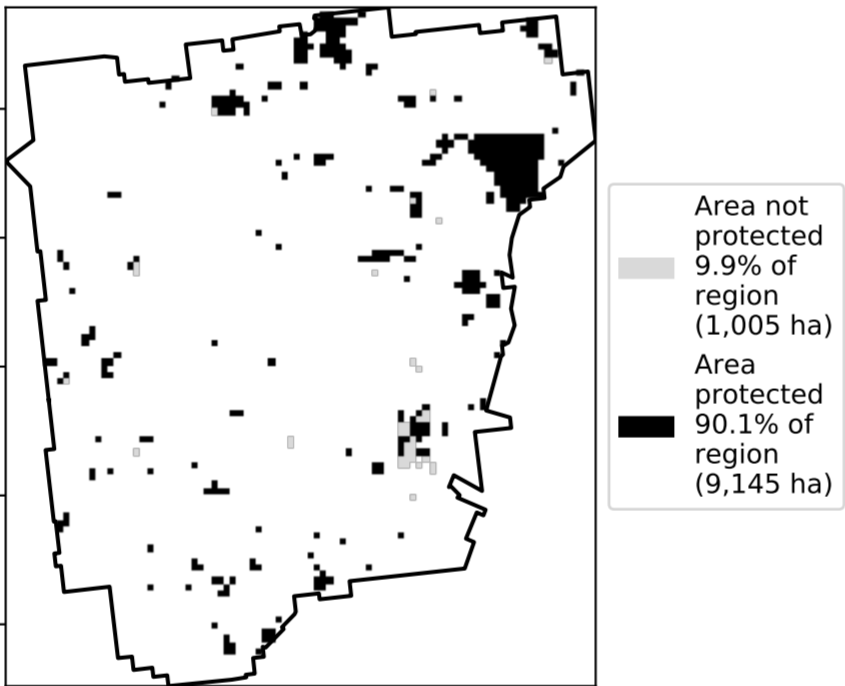 Area not
protected
9.9% of
region
(1,005 ha)
Area
protected
90.1% of
region
(9,145 ha)